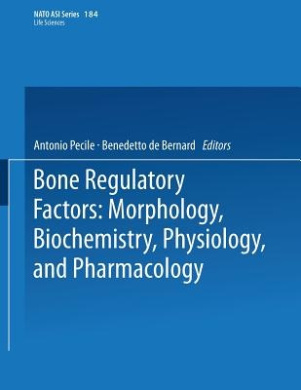 NATO ASI Series 184
Life Sciences
Antonio Pecile · Benedetto de Bernard Editors
Bone Regulatory
Factors: Morphology,
Biochemistry, Physiology,
and Pharmacology